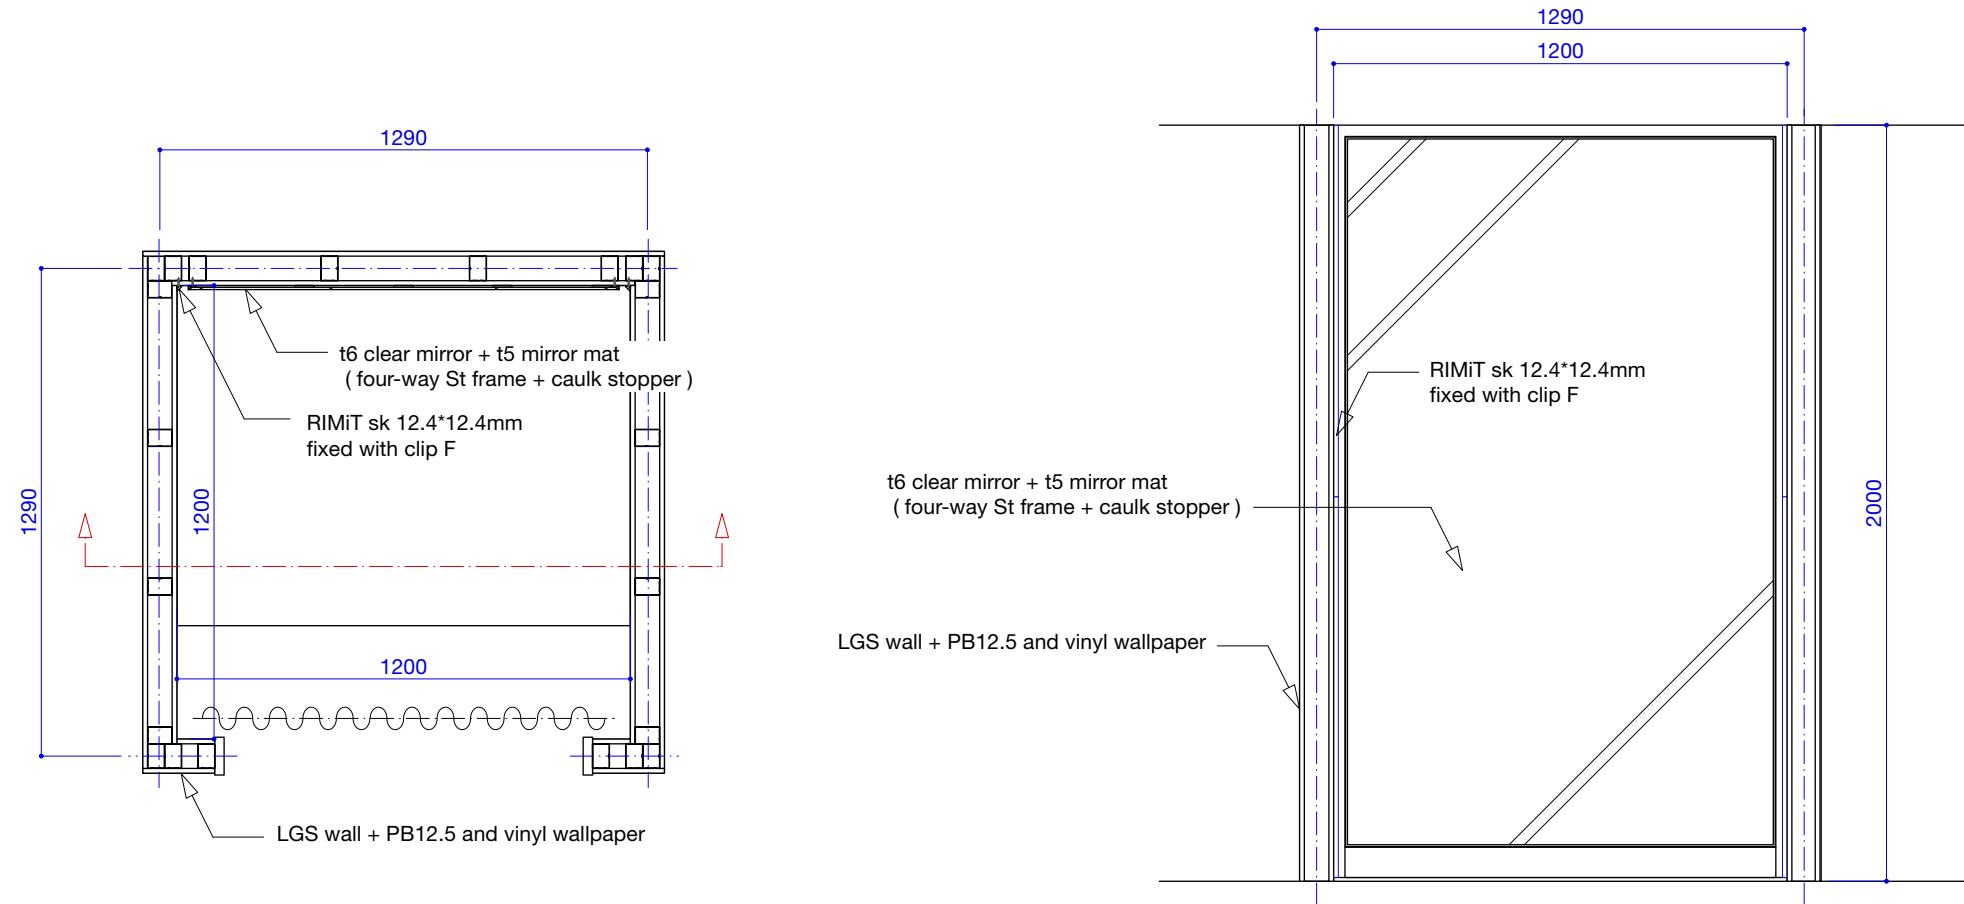 1290
1290
1200
t6 clear mirror + t5 mirror mat
( four-way St frame + caulk stopper )
RIMiT sk 12.4*12.4mm
fixed with clip F
1200
LGS wall + PB12.5 and vinyl wallpaper
1290
1200
RIMiT sk 12.4*12.4mm
fixed with clip F
t6 clear mirror + t5 mirror mat
( four-way St frame + caulk stopper )
2000
LGS wall + PB12.5 and vinyl wallpaper